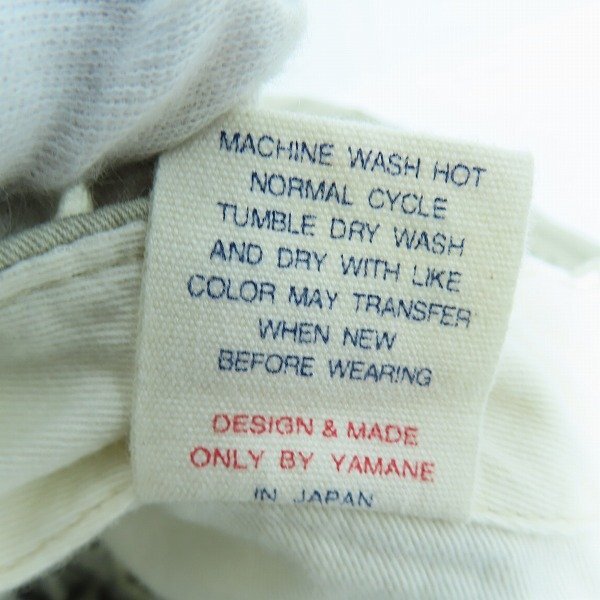 MACHINE WASH HOT
NORMAL CYCLE
TUMBLE DRY WASH
AND DRY WITH LIKE
COLOR MAY TRANSFER
WHEN NEW
BEFORE WEARING
DESIGN & MADE
ONLY BY YAMANE
IN JAPAN